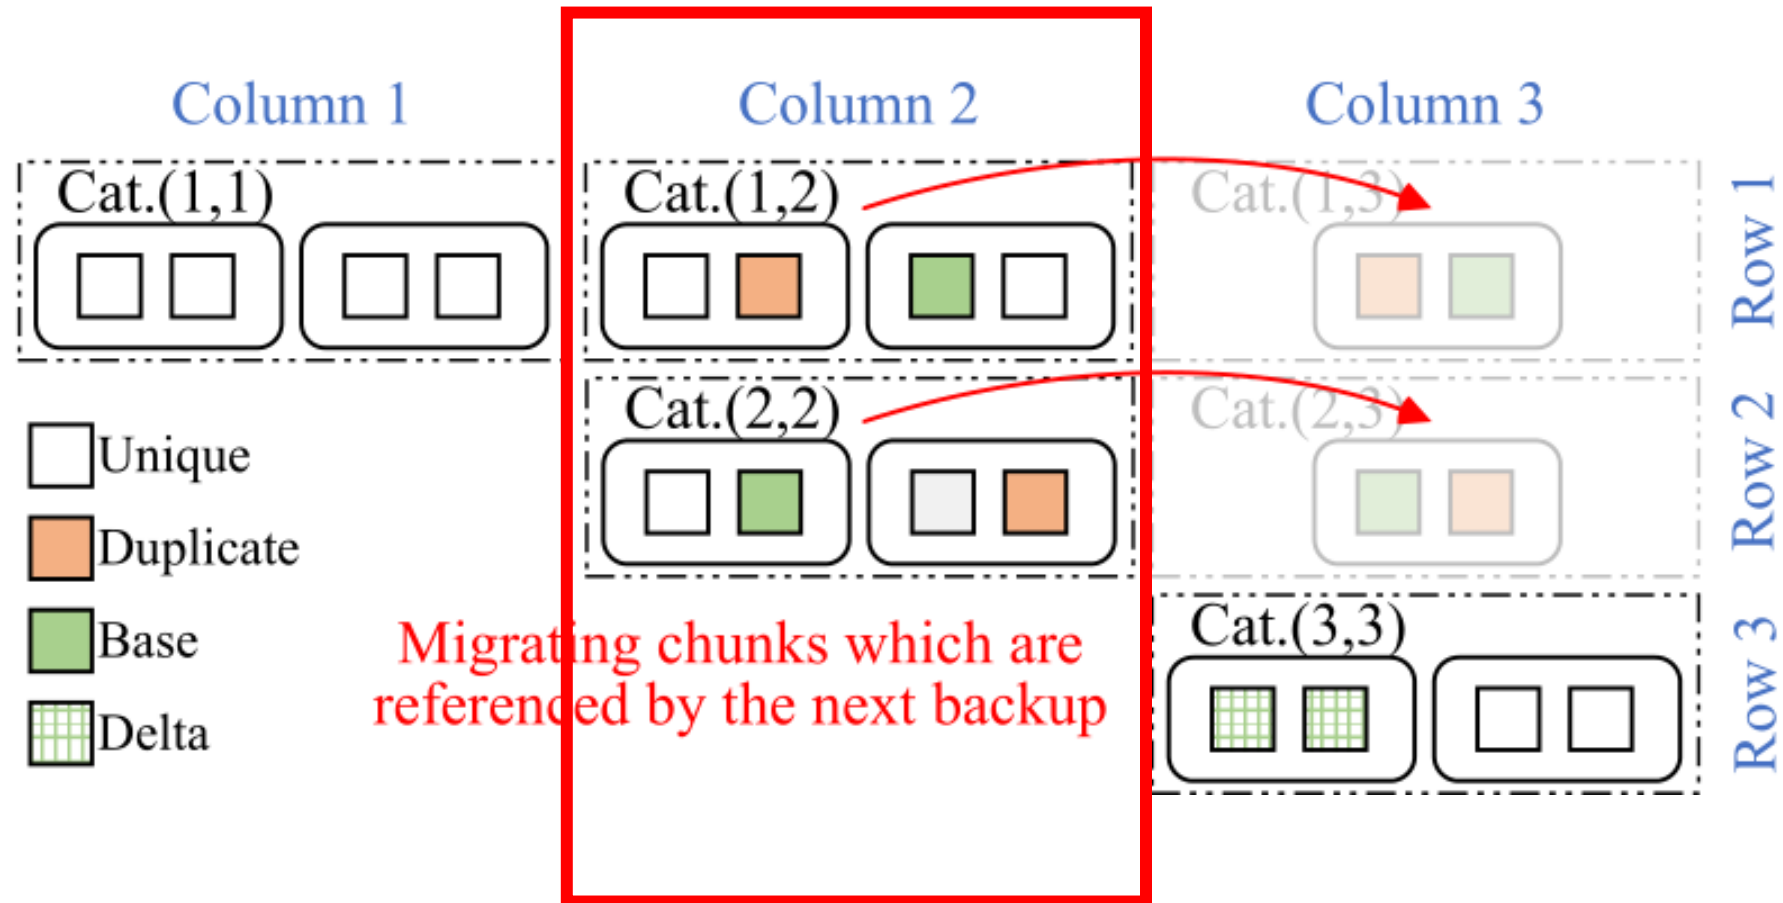 Column 1
Column 2
Column 3
Cat.(1,1)
Cat.(1,2)
Cat.(1,3)
Row 1
Cat.(2,2)
Cat.(2,3)
Row 2
Unique
Duplicate
Base
Delta
Migrating chunks which are
referenced by the next backup
Cat.(3,3)
Row 3